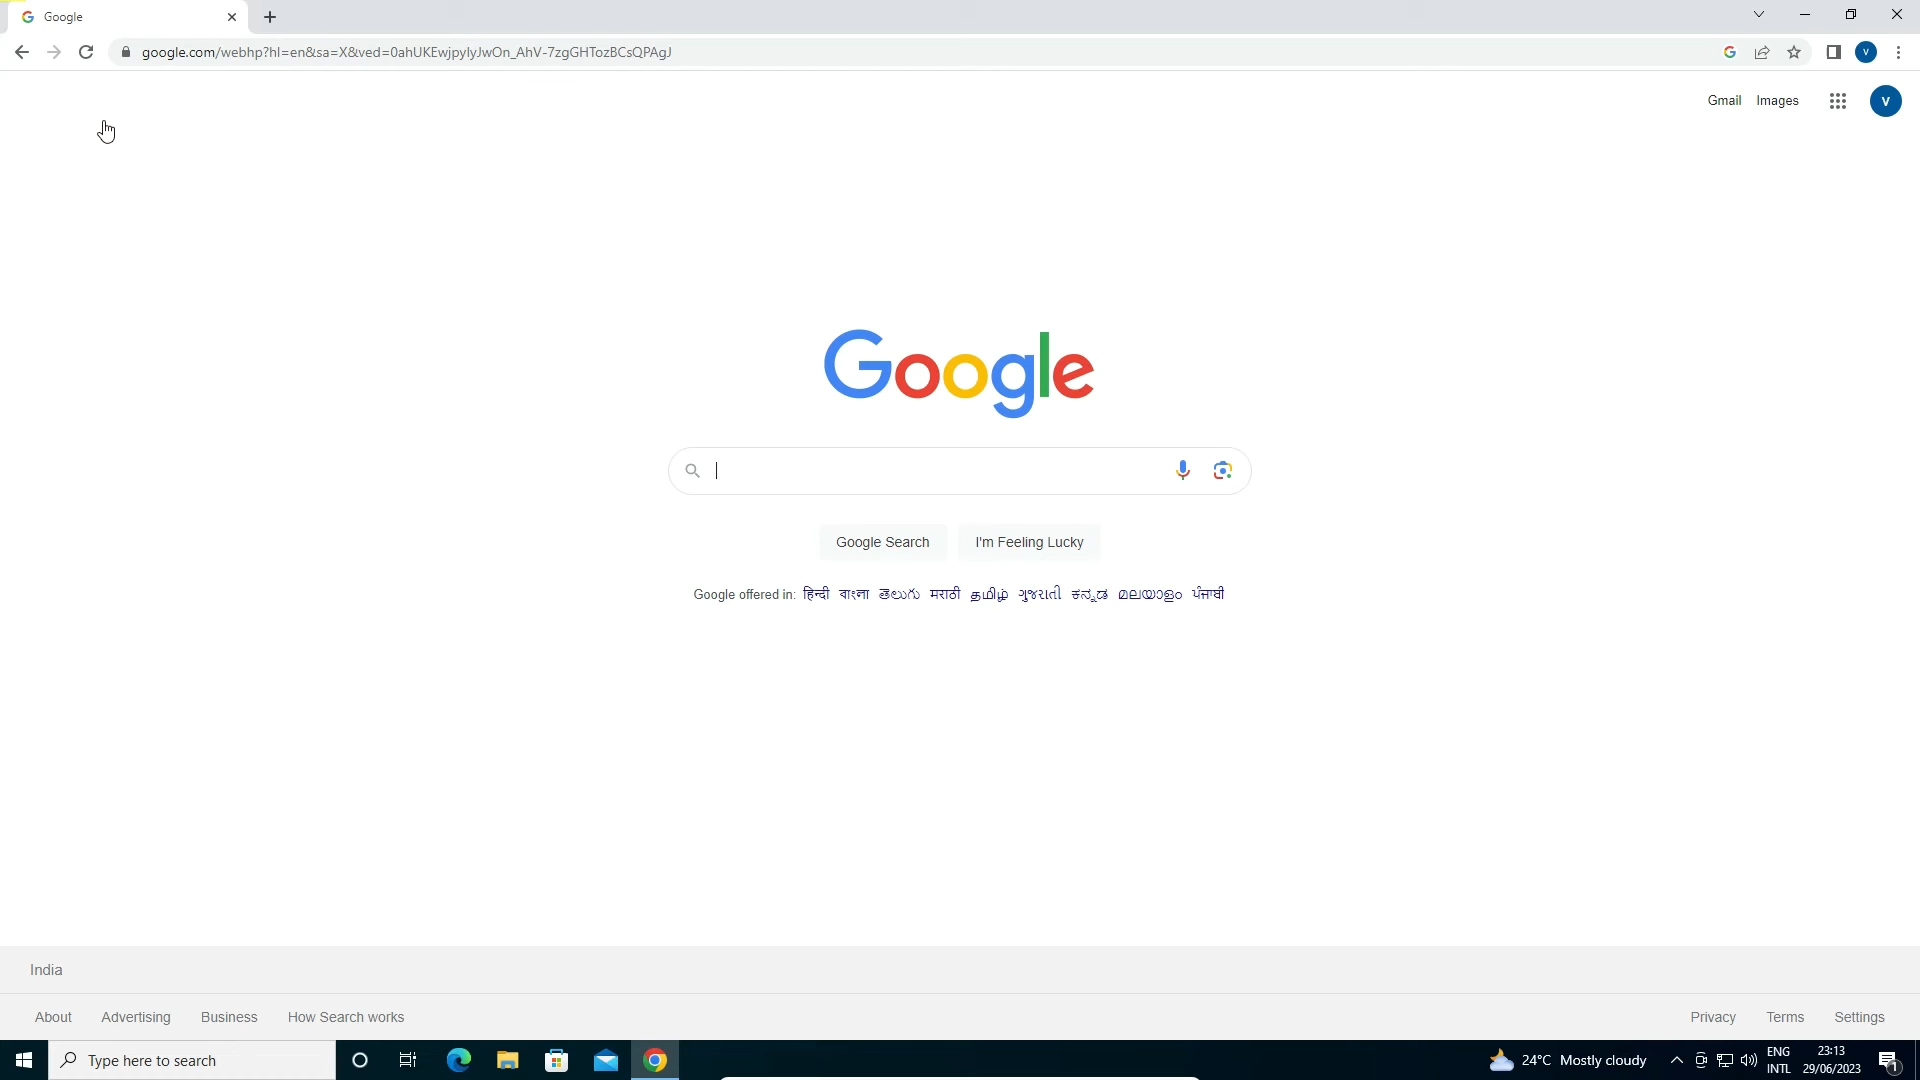 Google
google.com/webhp?hl=en&sa=X&ved=0ahUKEwjpylyJwOn_AhV-7zgGHTozBCsQPAgJ
V
Gmail Images
V
Google
Google Search I'm Feeling Lucky
Google offered in: हिन्दी বাংলা తెలుగు मराठी தமிழ் ગુજરાતી ಕನ್ನಡ മലയാളം ਪੰਜਾਬੀ
India
About Advertising Business How Search works Privacy Terms Settings
Type here to search 24°C Mostly cloudy ENG 23:13
INTL 29/06/2023 1